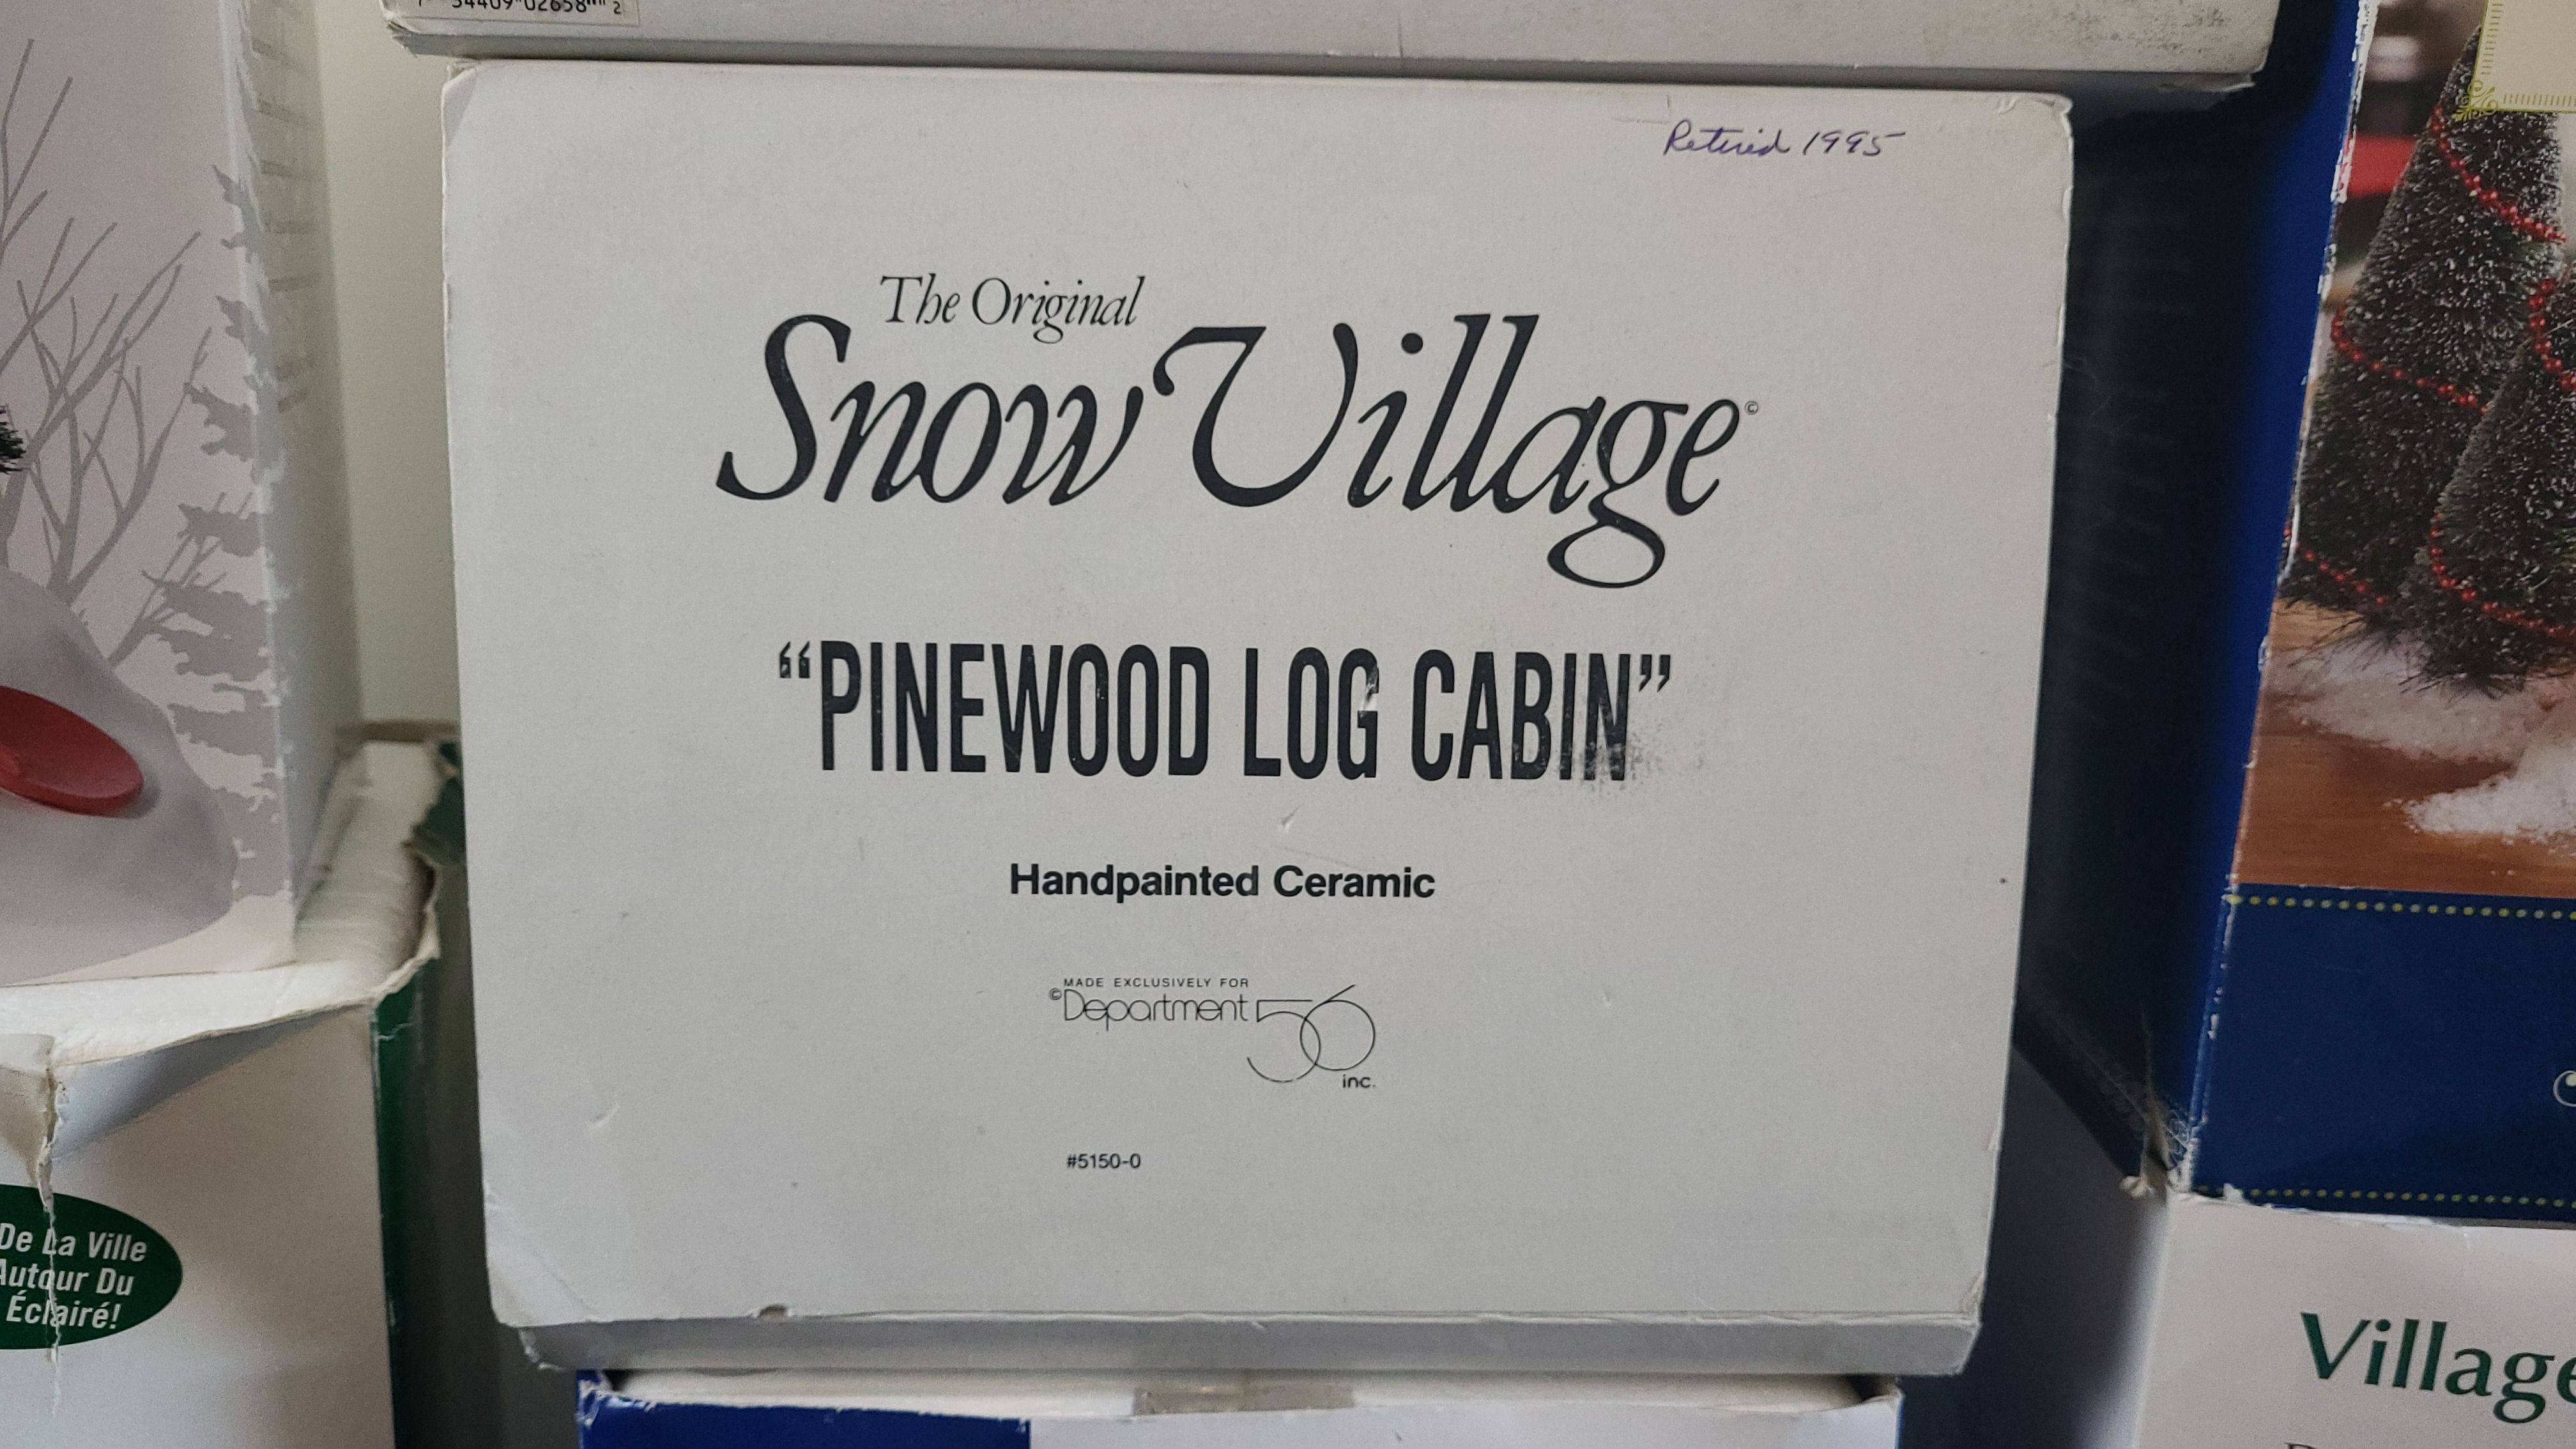 Retired 1995
The Original
Snow Village©
“PINEWOOD LOG CABIN”
Handpainted Ceramic
MADE EXCLUSIVELY FOR
©Department 56
inc.
#5150-0
De La Ville
Autour Du
Éclairé!
Village